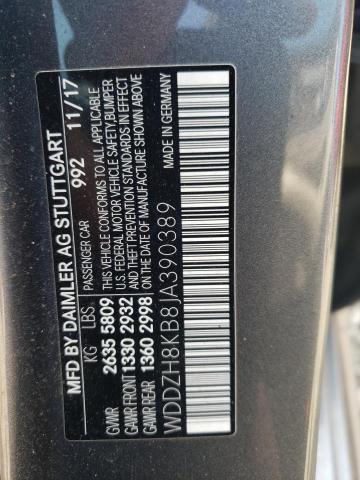 MFD BY DAIMLER AG STUTTGART
992 11/17
PASSENGER CAR
KG LBS
GVWR 2635 5809
GAWR FRONT 1330 2932
GAWR REAR 1360 2998
THIS VEHICLE CONFORMS TO ALL APPLICABLE
U.S. FEDERAL MOTOR VEHICLE SAFETY,BUMPER
AND THEFT PREVENTION STANDARDS IN EFFECT
ON THE DATE OF MANUFACTURE SHOWN ABOVE
MADE IN GERMANY
WDDZH8KB8JA390389